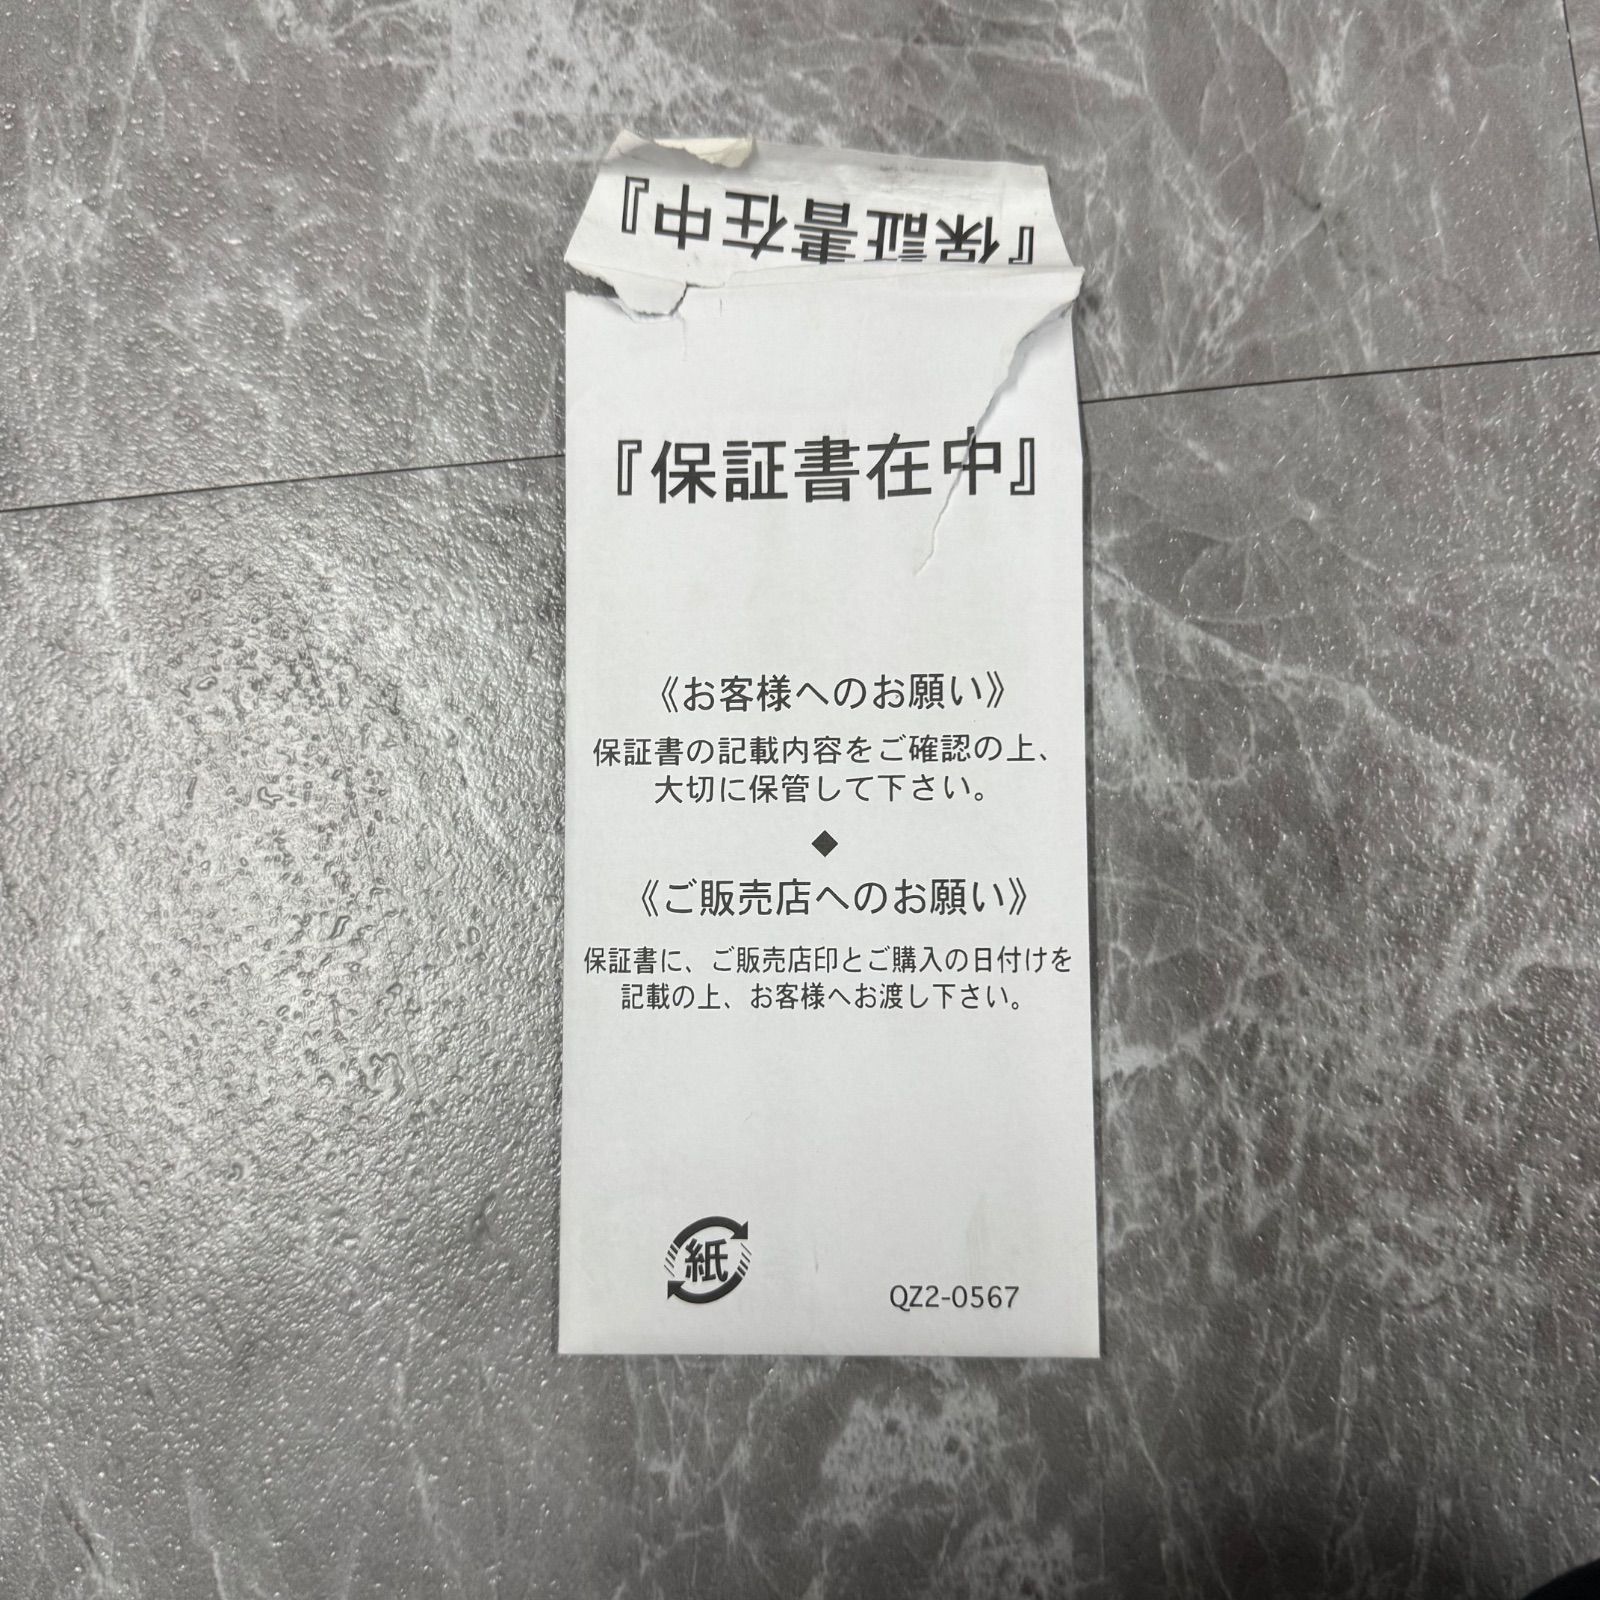 『保証書在中』
『保証書在中』
《お客様へのお願い》
保証書の記載内容をご確認の上、
大切に保管して下さい。
◆
《ご販売店へのお願い》
保証書に、ご販売店印とご購入の日付けを
記載の上、お客様へお渡し下さい。
紙
QZ2-0567